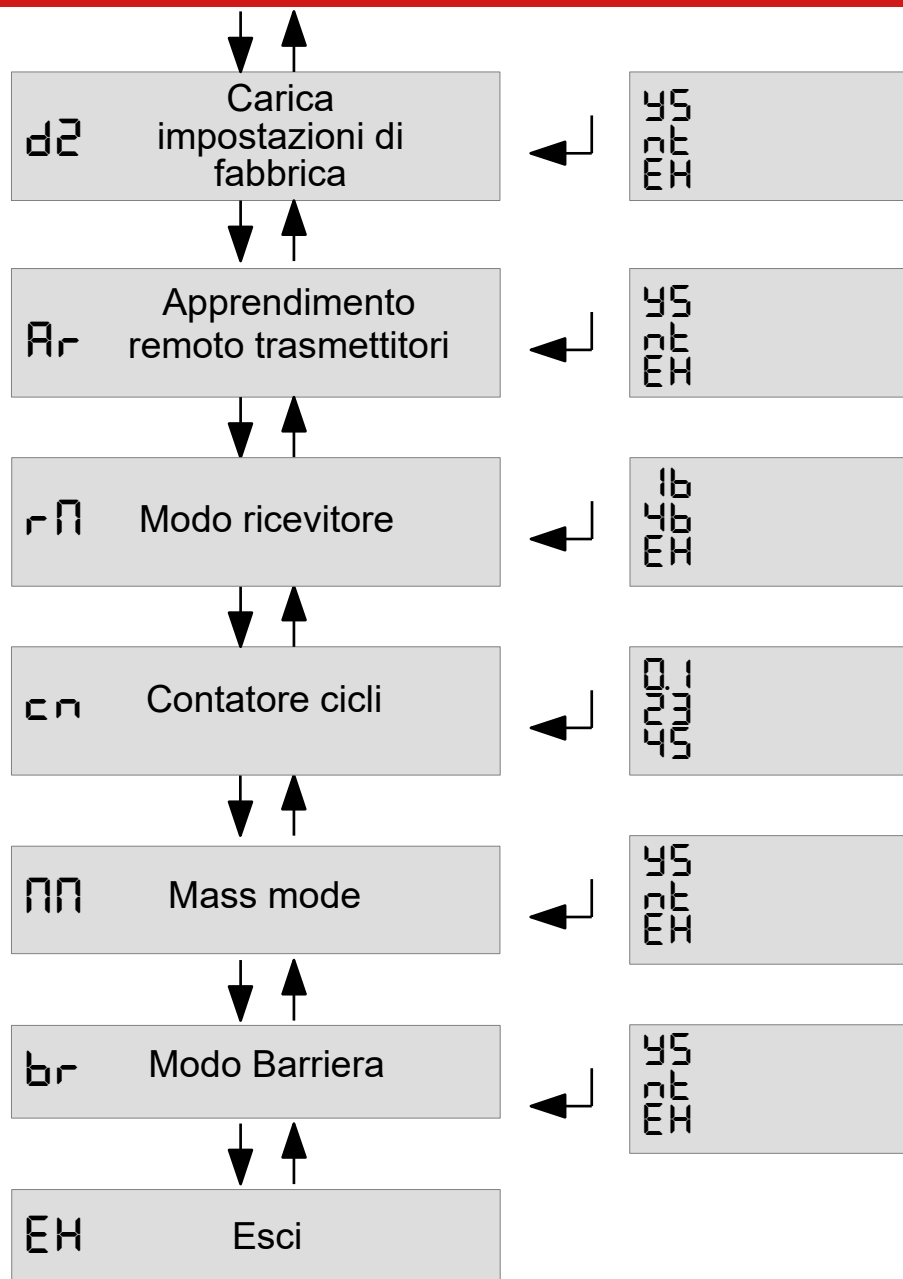 d2
Carica
impostazioni di
fabbrica
YS
nt
EH
Ar
Apprendimento
remoto trasmettitori
YS
nt
EH
rM
Modo ricevitore
1b
4b
EH
cn
Contatore cicli
0.1
23
45
MM
Mass mode
YS
nt
EH
br
Modo Barriera
YS
nt
EH
EH
Esci